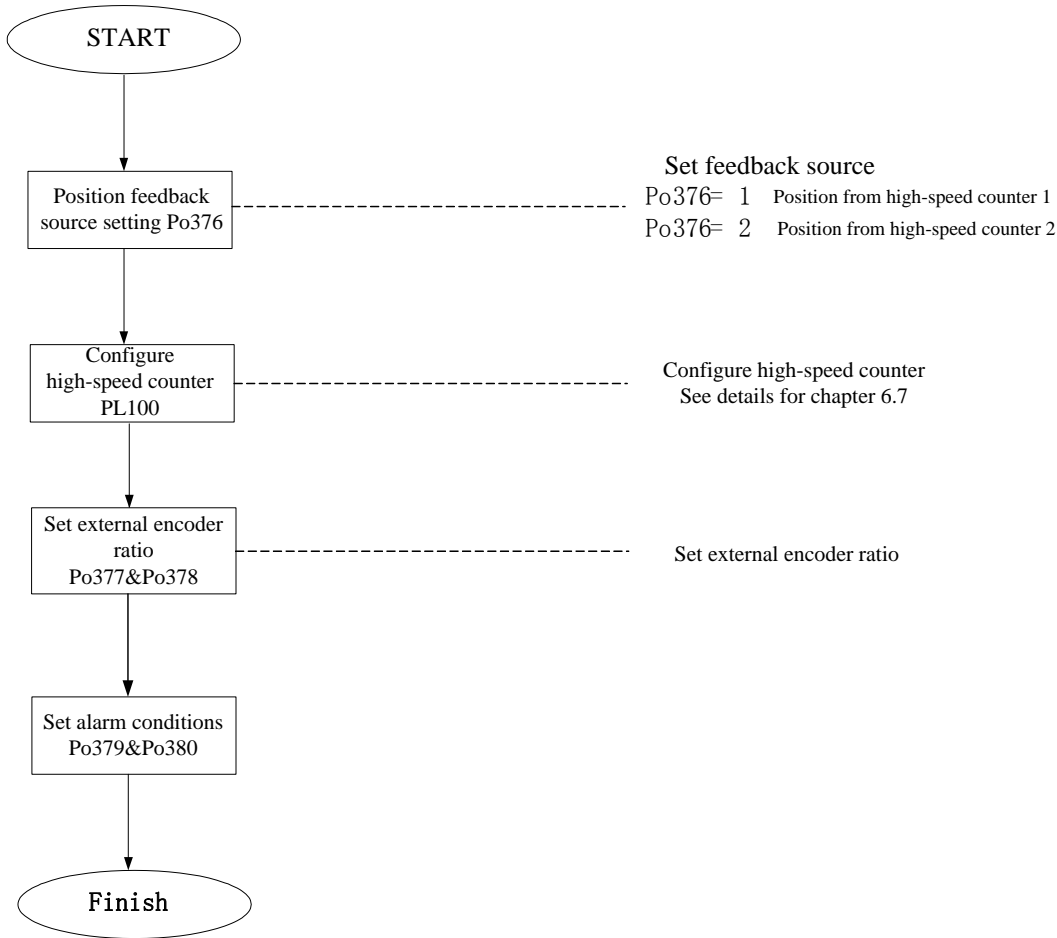 START
Position feedback
source setting Po376
Set feedback source
Po376= 1 Position from high-speed counter 1
Po376= 2 Position from high-speed counter 2
Configure
high-speed counter
PL100
Configure high-speed counter
See details for chapter 6.7
Set external encoder
ratio
Po377&Po378
Set external encoder ratio
Set alarm conditions
Po379&Po380
Finish